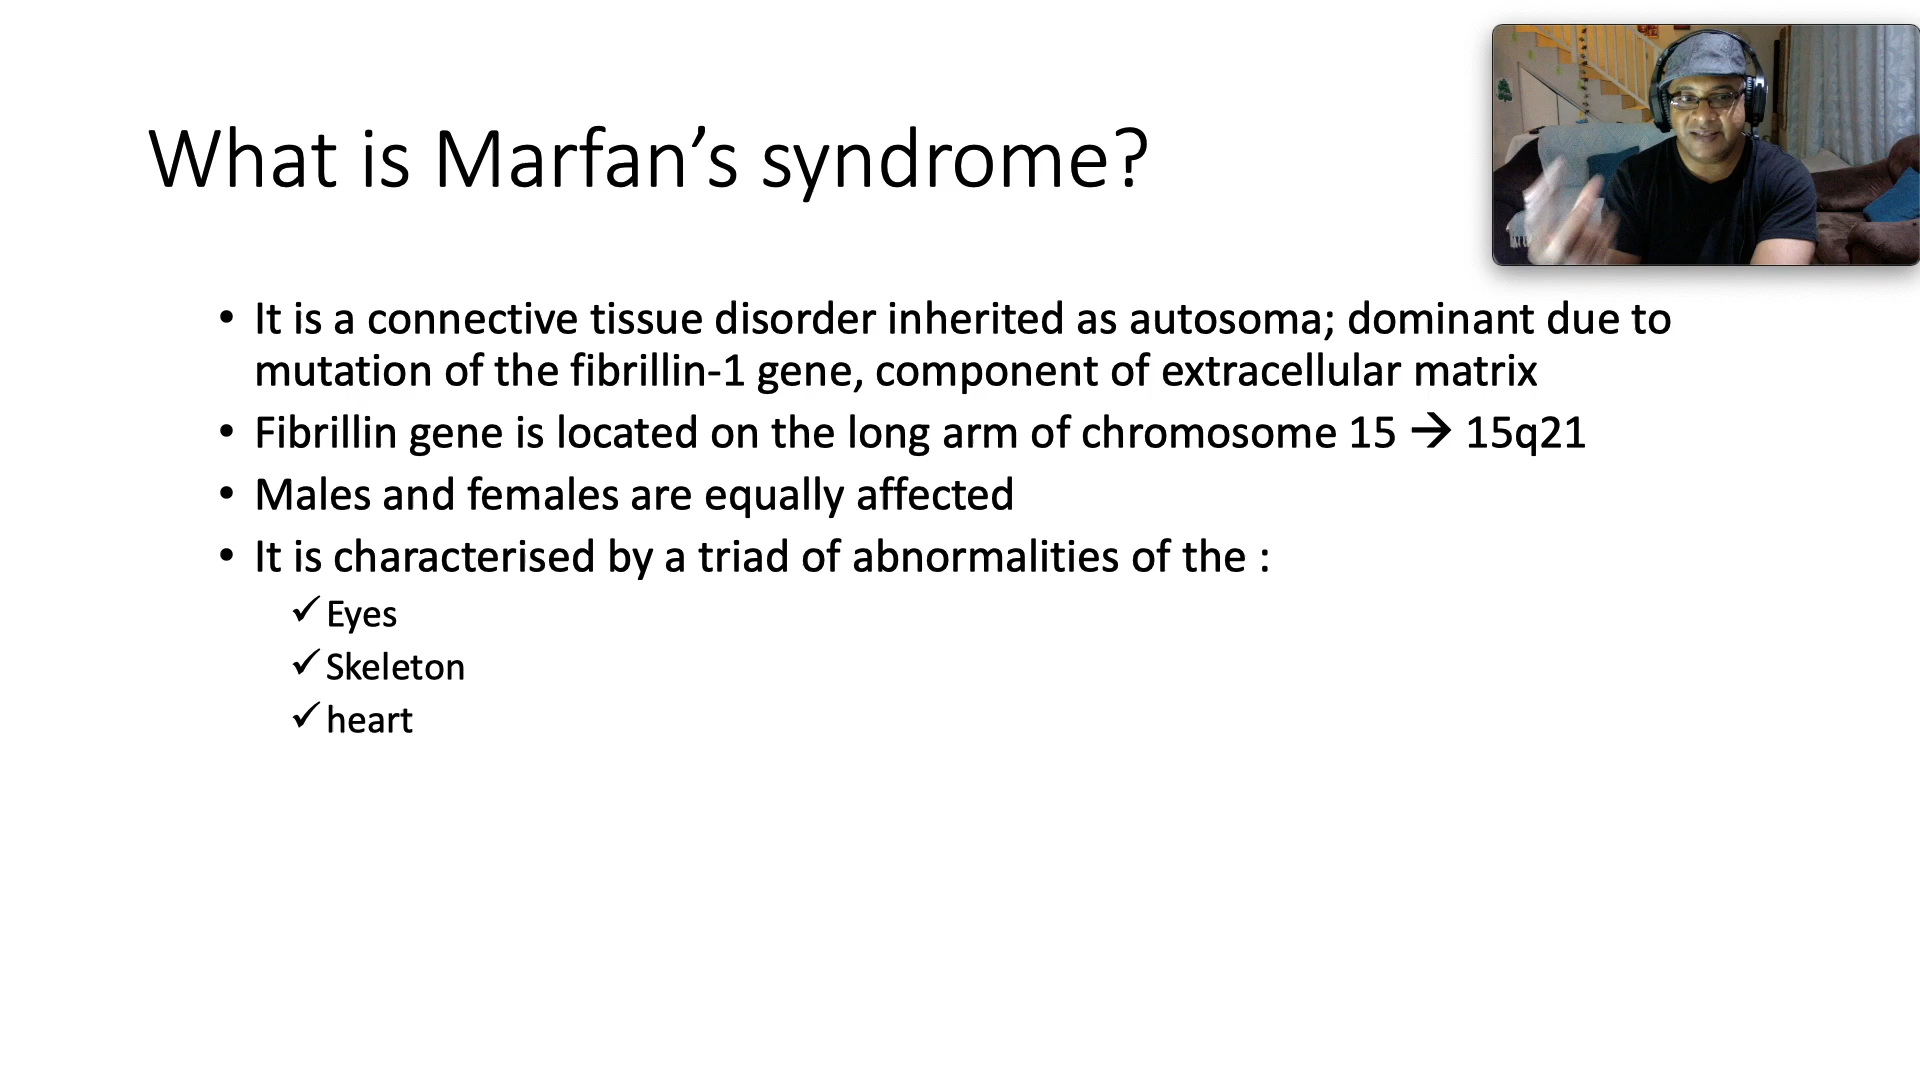 What is Marfan’s syndrome?
• It is a connective tissue disorder inherited as autosoma; dominant due to
mutation of the fibrillin-1 gene, component of extracellular matrix
• Fibrillin gene is located on the long arm of chromosome 15 → 15q21
• Males and females are equally affected
• It is characterised by a triad of abnormalities of the :
✓ Eyes
✓ Skeleton
✓ heart